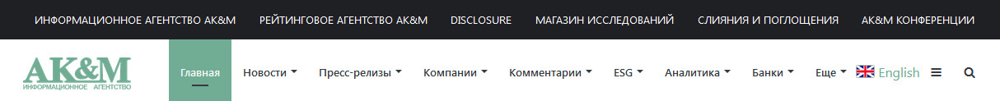 ИНФОРМАЦИОННОЕ АГЕНТСТВО AK&M РЕЙТИНГОВОЕ АГЕНТСТВО AK&M DISCLOSURE МАГАЗИН ИССЛЕДОВАНИЙ СЛИЯНИЯ И ПОГЛОЩЕНИЯ AK&M КОНФЕРЕНЦИИ
AK&M
ИНФОРМАЦИОННОЕ АГЕНТСТВО
Главная Новости Пресс-релизы Компании Комментарии ESG Аналитика Банки Еще English